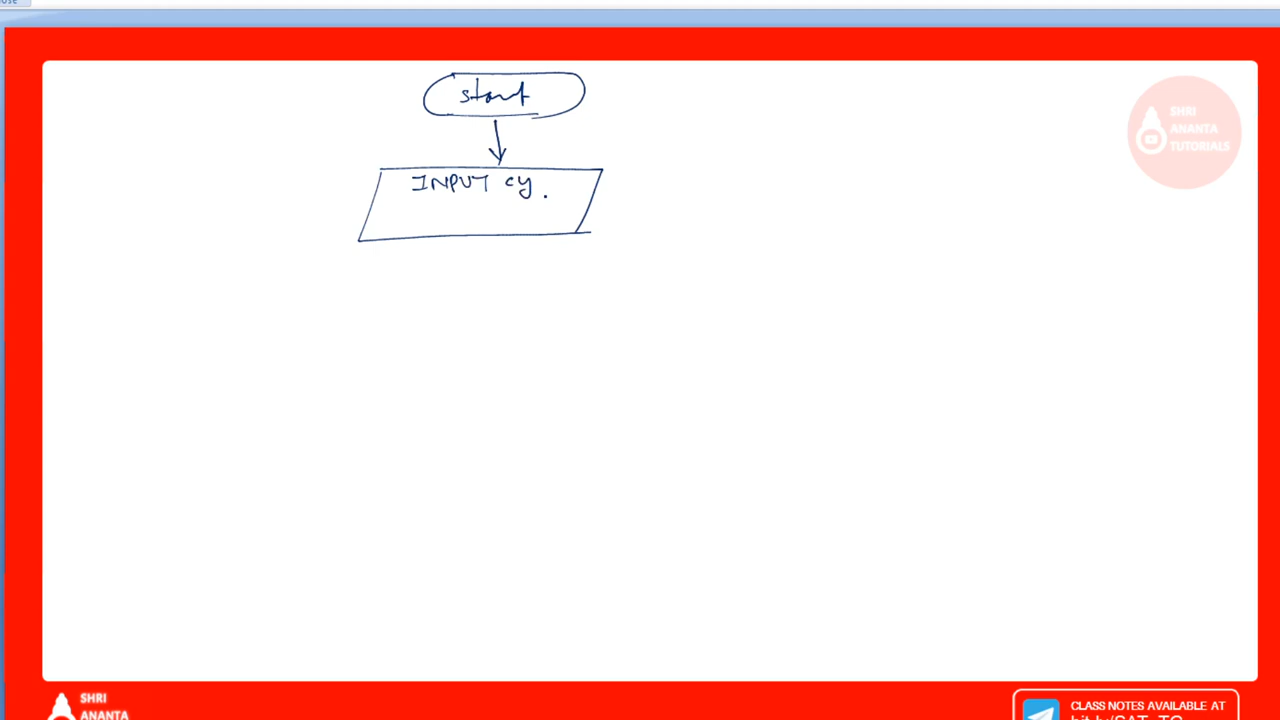 start
INPUT cy.
SHRI
ANANTA
TUTORIALS
SHRI
ANANTA
CLASS NOTES AVAILABLE AT